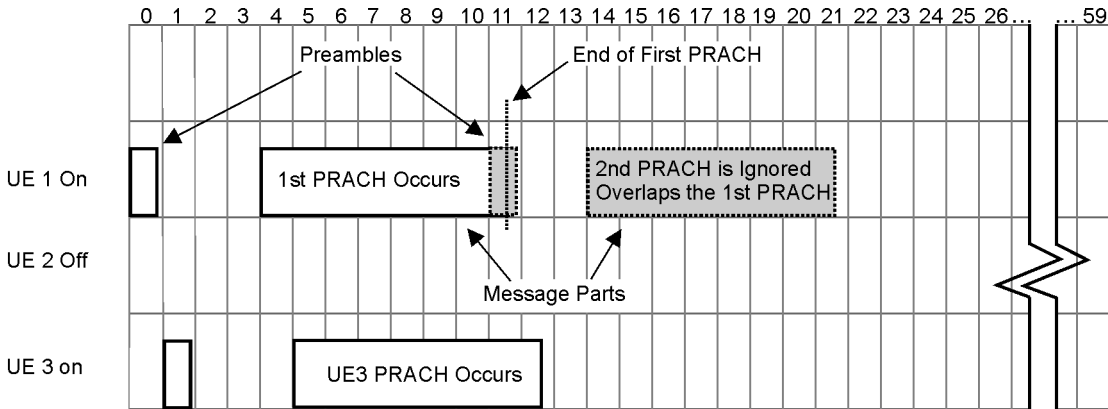 0 1 2 3 4 5 6 7 8 9 10 11 12 13 14 15 16 17 18 19 20 21 22 23 24 25 26 ... ... 59
Preambles
End of First PRACH
UE 1 On
1st PRACH Occurs
2nd PRACH is Ignored
Overlaps the 1st PRACH
UE 2 Off
Message Parts
UE 3 on
UE3 PRACH Occurs